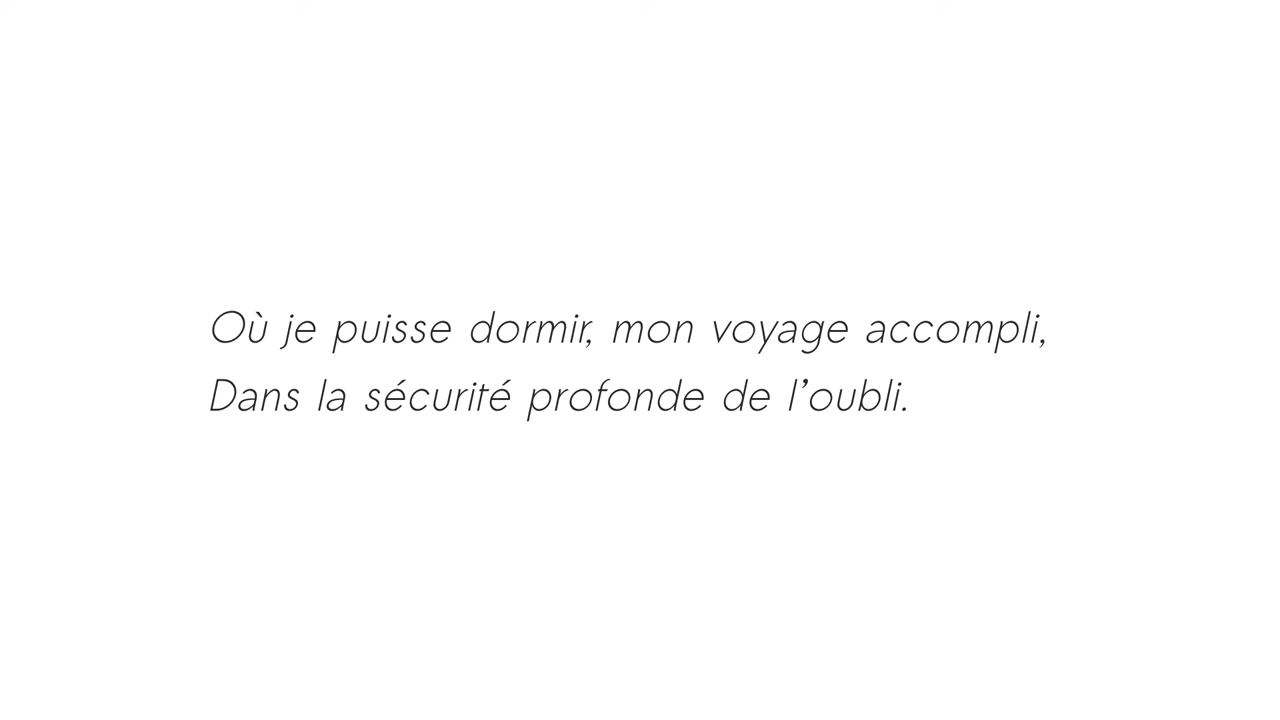 Où je puisse dormir, mon voyage accompli,
Dans la sécurité profonde de l’oubli.